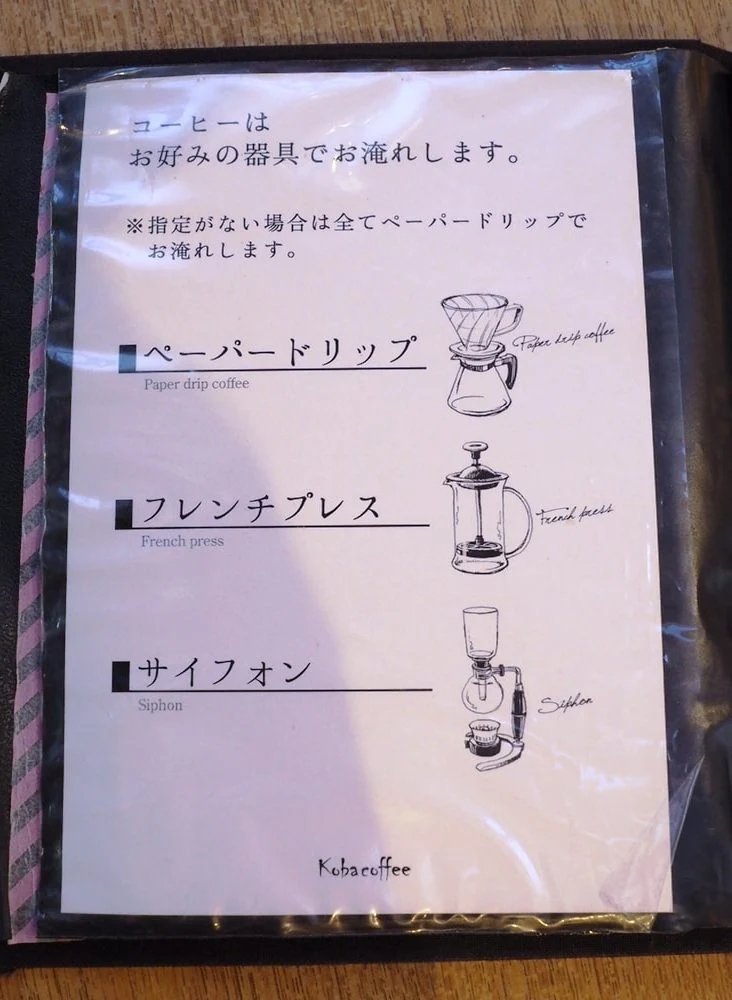 コーヒーは
お好みの器具でお淹れします。
※指定がない場合は全てペーパードリップで
お淹れします。
ペーパードリップ
Paper drip coffee
Paper drip coffee
フレンチプレス
French press
French press
サイフォン
Siphon
Siphon
Kobacoffee